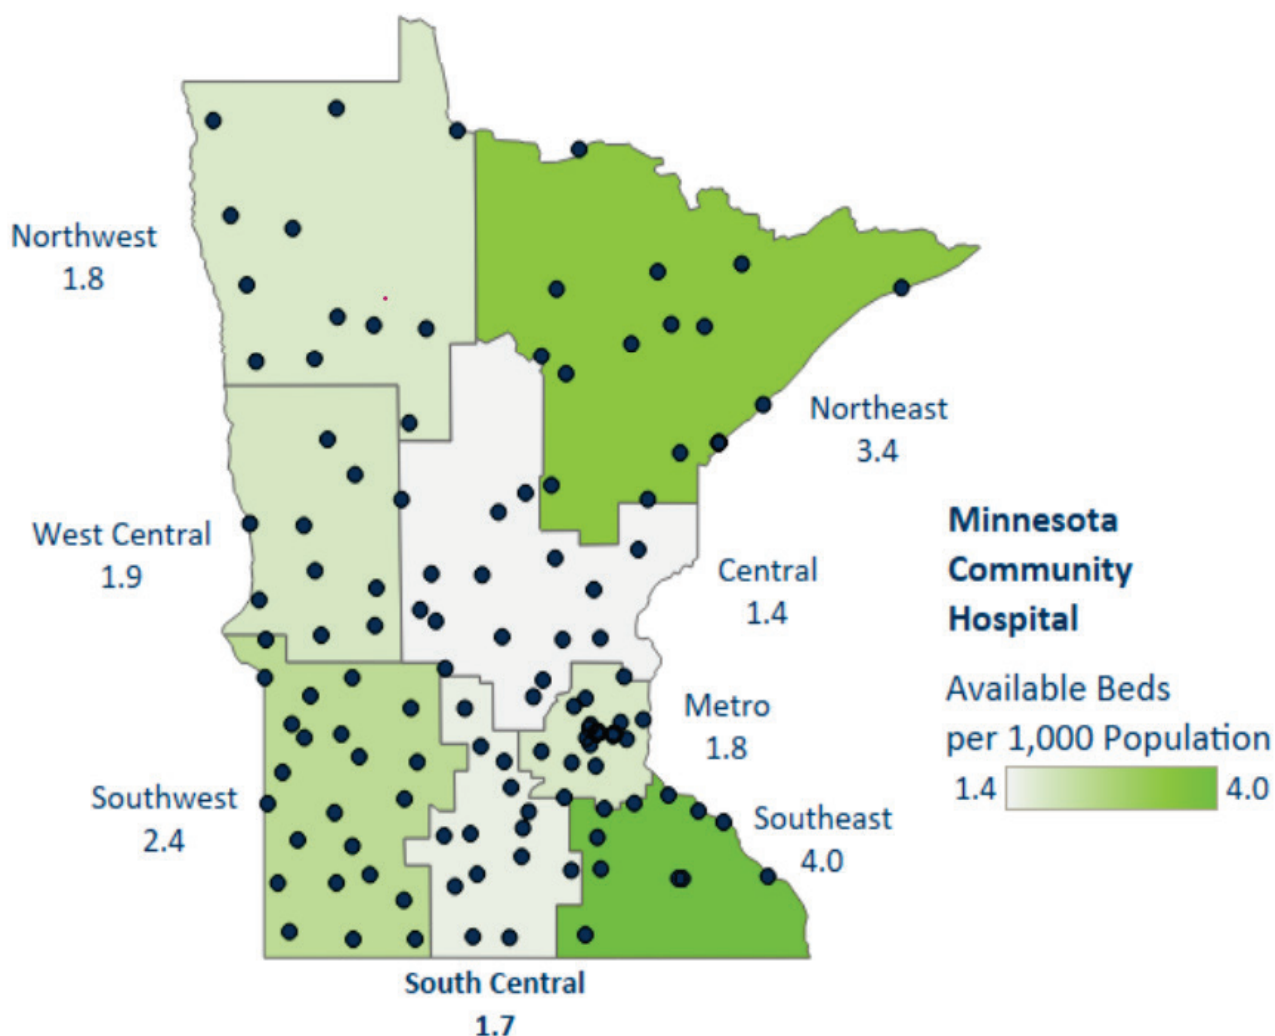 Northwest
1.8
Northeast
3.4
West Central
1.9
Central
1.4
Metro
1.8
Southwest
2.4
Southeast
4.0
South Central
1.7
Minnesota
Community
Hospital
Available Beds
per 1,000 Population
1.4 4.0